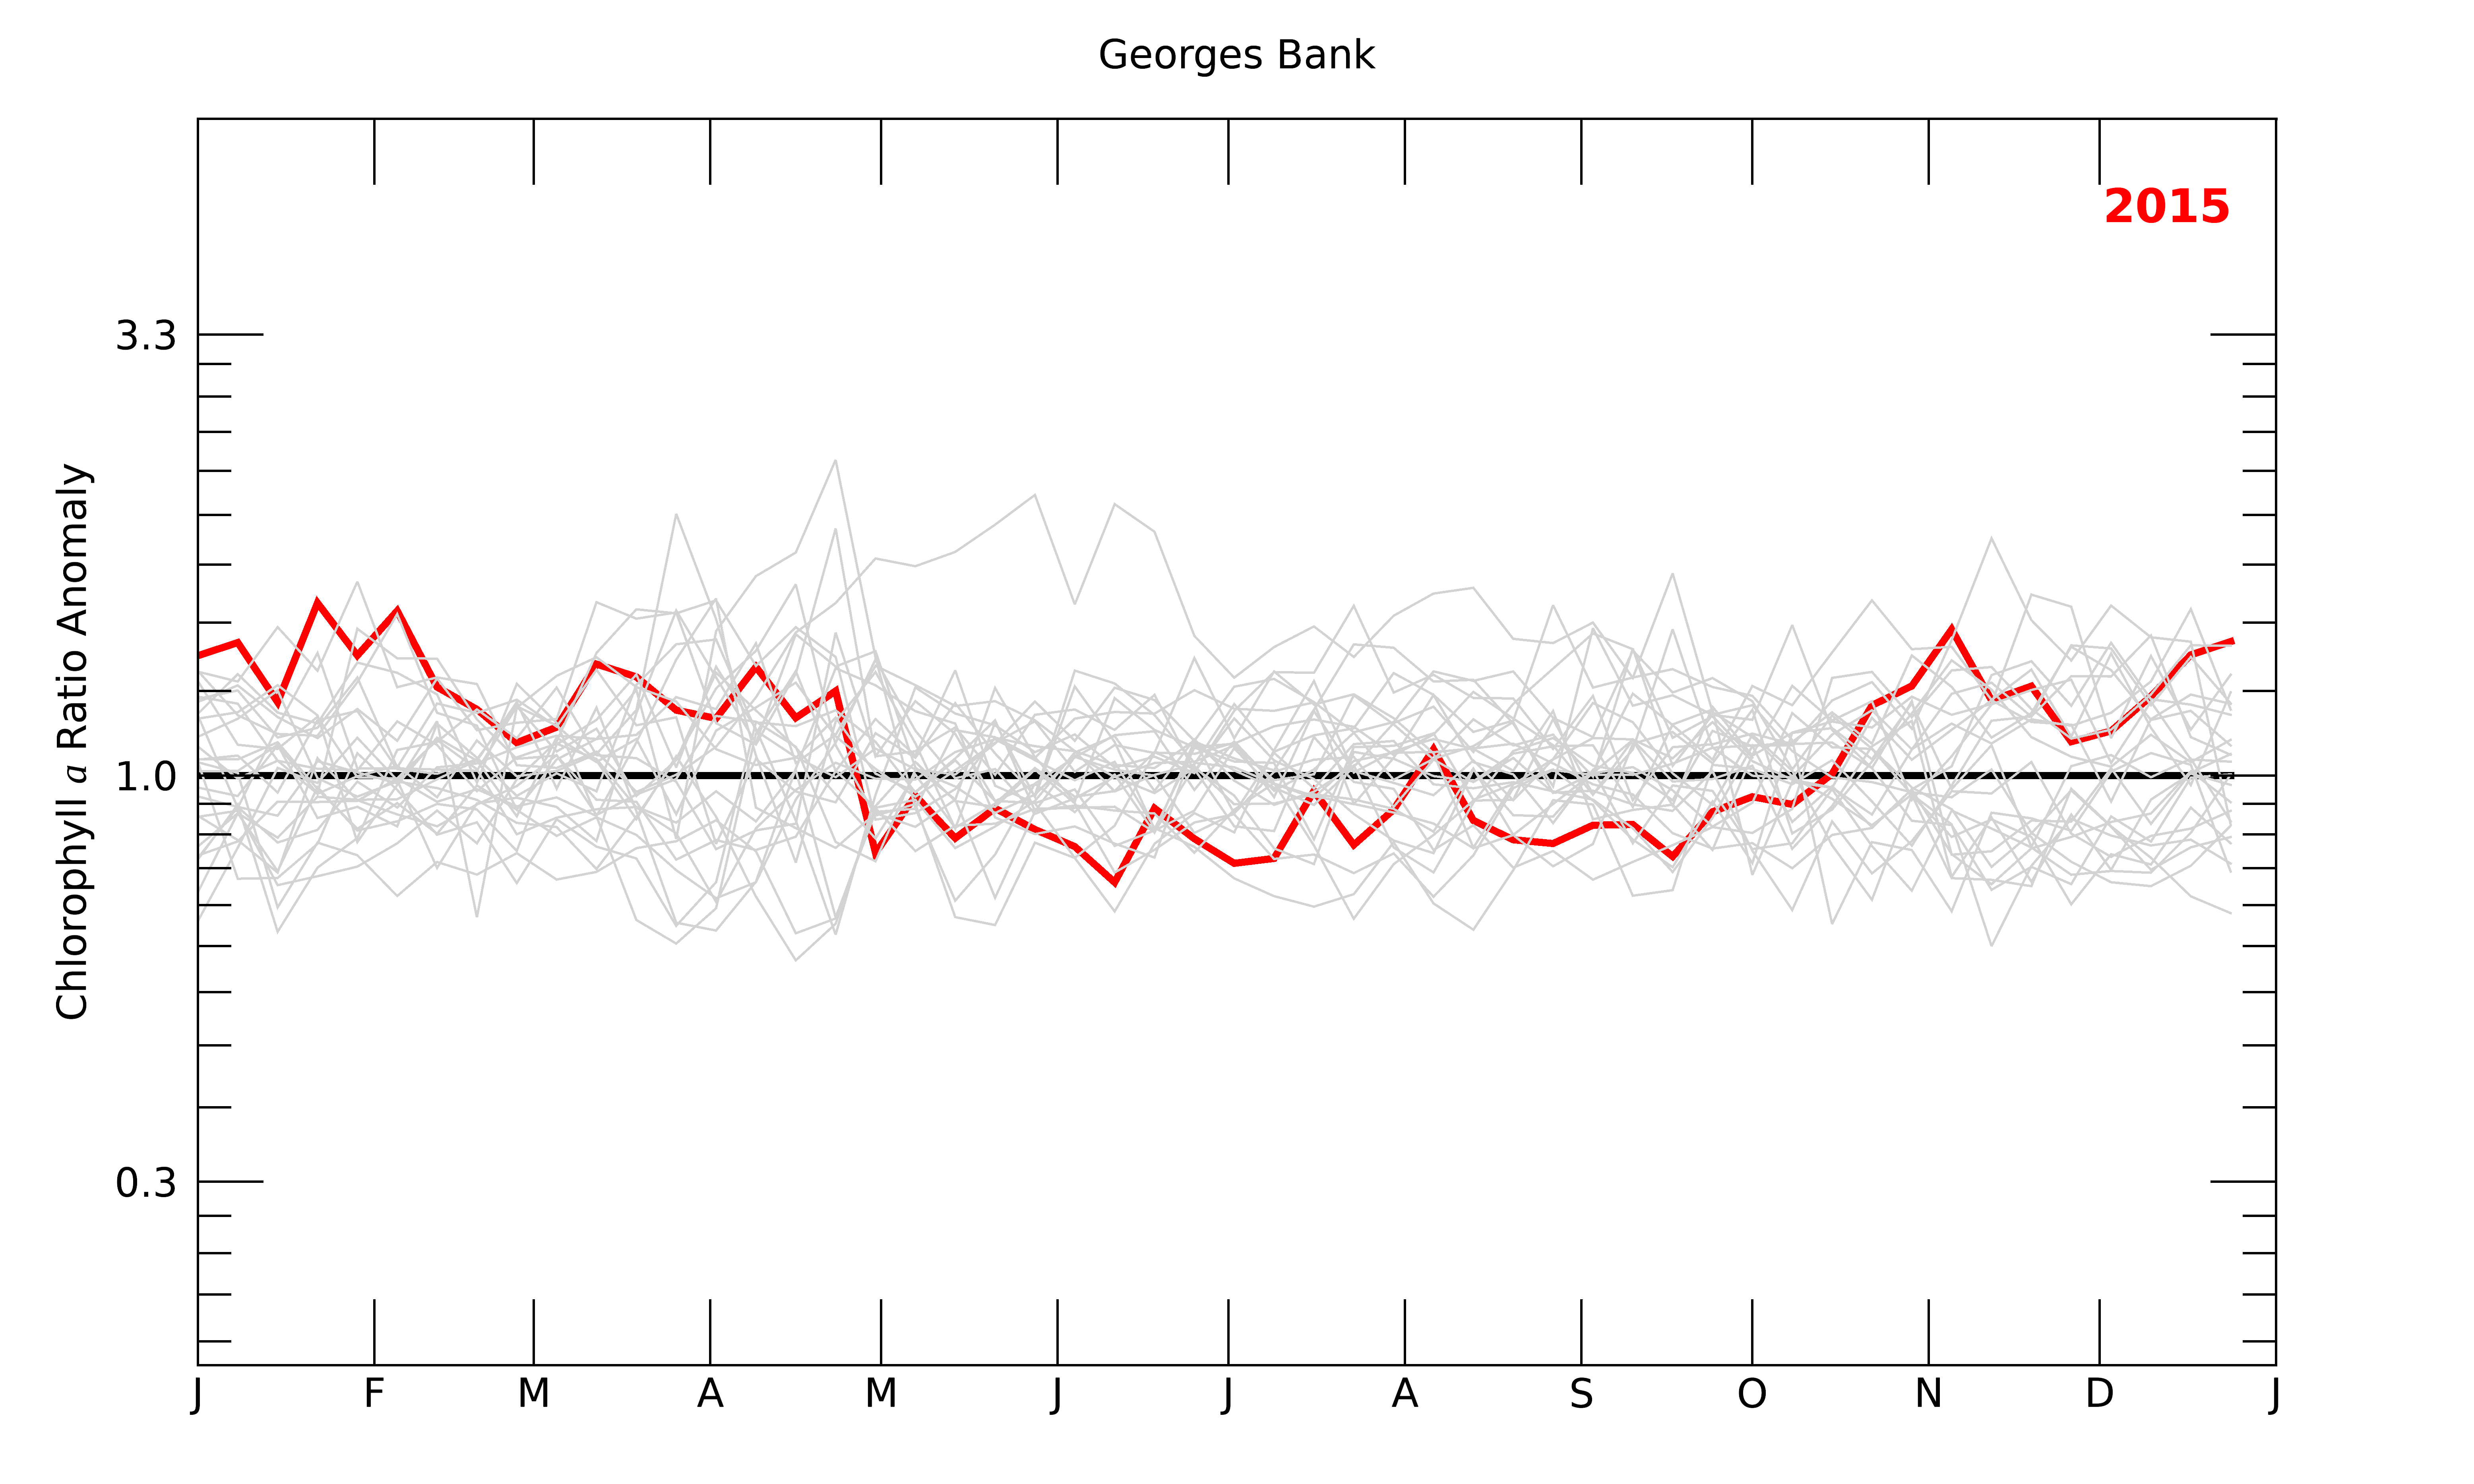 Georges Bank
2015
Chlorophyll a Ratio Anomaly
3.3
1.0
0.3
J F M A M J J A S O N D J